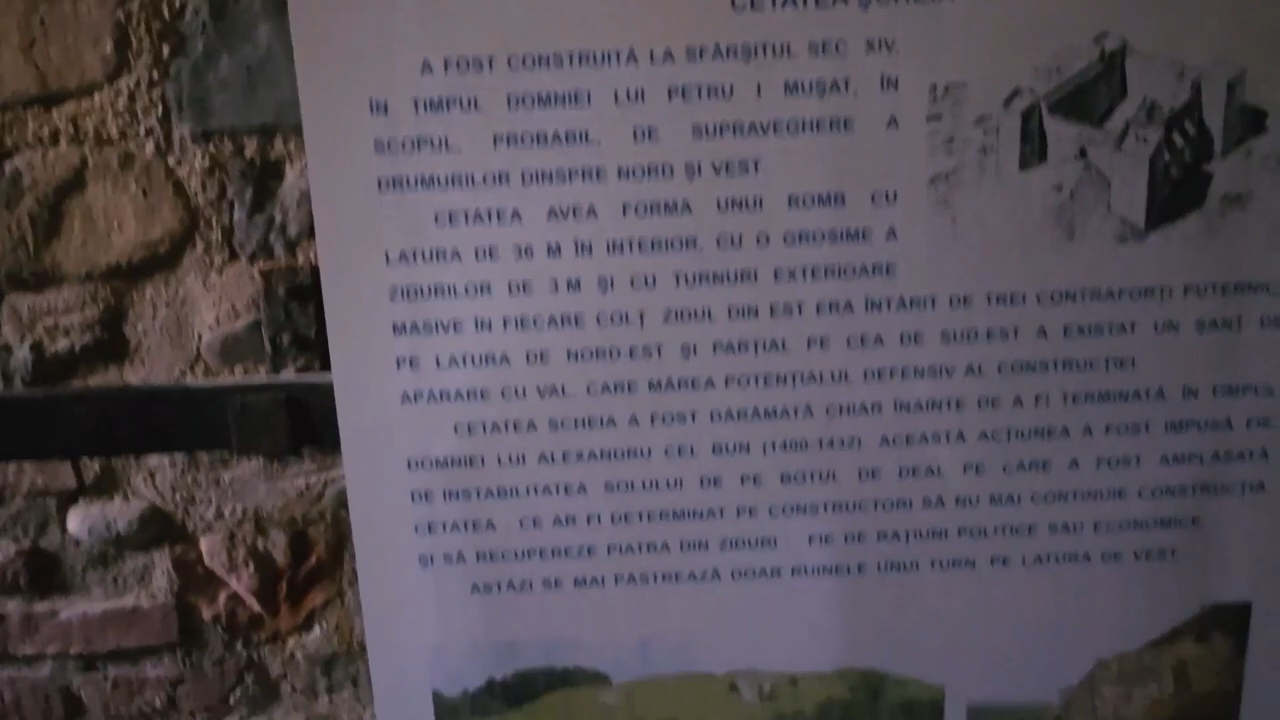 CETATEA ȘCHEIA
A FOST CONSTRUITĂ LA SFÂRȘITUL SEC. XIV,
ÎN TIMPUL DOMNIEI LUI PETRU I MUȘAT, ÎN
SCOPUL, PROBABIL, DE SUPRAVEGHERE A
DRUMURILOR DINSPRE NORD ȘI VEST
CETATEA AVEA FORMA UNUI ROMB CU
LATURA DE 36 M ÎN INTERIOR, CU O GROSIME A
ZIDURILOR DE 3 M ȘI CU TURNURI EXTERIOARE
MASIVE ÎN FIECARE COLȚ. ZIDUL DIN EST ERA ÎNTĂRIT DE TREI CONTRAFORȚI PUTERNICI
PE LATURA DE NORD-EST ȘI PARȚIAL PE CEA DE SUD-EST A EXISTAT UN ȘANȚ DE
APĂRARE CU VAL, CARE MĂREA POTENȚIALUL DEFENSIV AL CONSTRUCȚIEI.
CETATEA SCHEIA A FOST DĂRÂMATĂ CHIAR ÎNAINTE DE A FI TERMINATĂ, ÎN TIMPUL
DOMNIEI LUI ALEXANDRU CEL BUN (1400-1432). ACEASTĂ ACȚIUNEA A FOST IMPUSĂ FIE
DE INSTABILITATEA SOLULUI DE PE BOTUL DE DEAL PE CARE A FOST AMPLASATĂ
CETATEA, CE AR FI DETERMINAT PE CONSTRUCTORI SĂ NU MAI CONTINUIE CONSTRUCȚIA
ȘI SĂ RECUPEREZE PIATRA DIN ZIDURI, FIE DE RAȚIUNI POLITICE SAU ECONOMICE.
ASTĂZI SE MAI PĂSTREAZĂ DOAR RUINELE UNUI TURN, PE LATURA DE VEST